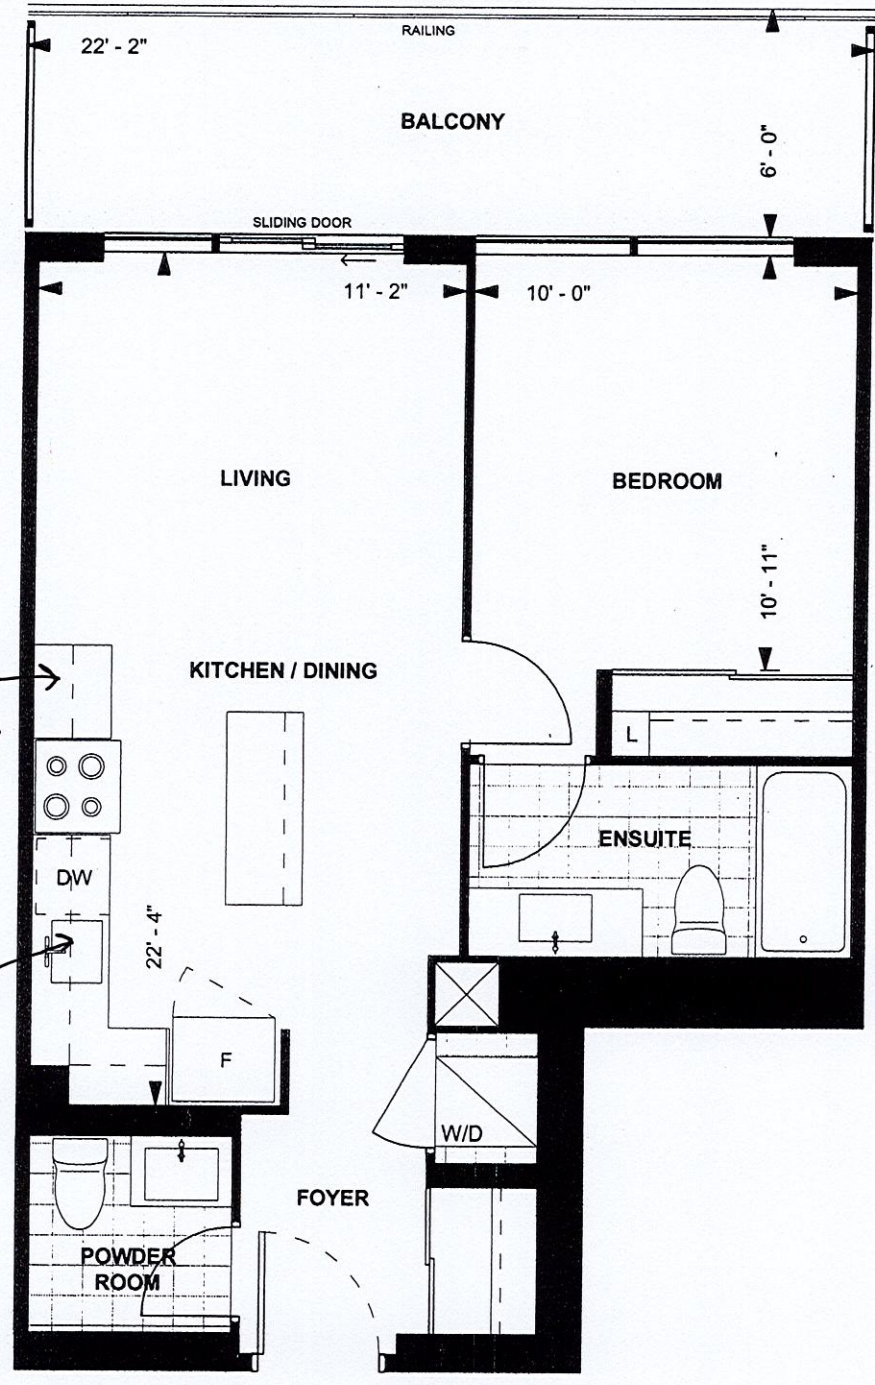 RAILING
22' - 2"
BALCONY
6' - 0"
SLIDING DOOR
11' - 2"
10' - 0"
LIVING
BEDROOM
10' - 11"
KITCHEN / DINING
L
ENSUITE
DW
22' - 4"
F
W/D
FOYER
POWDER
ROOM